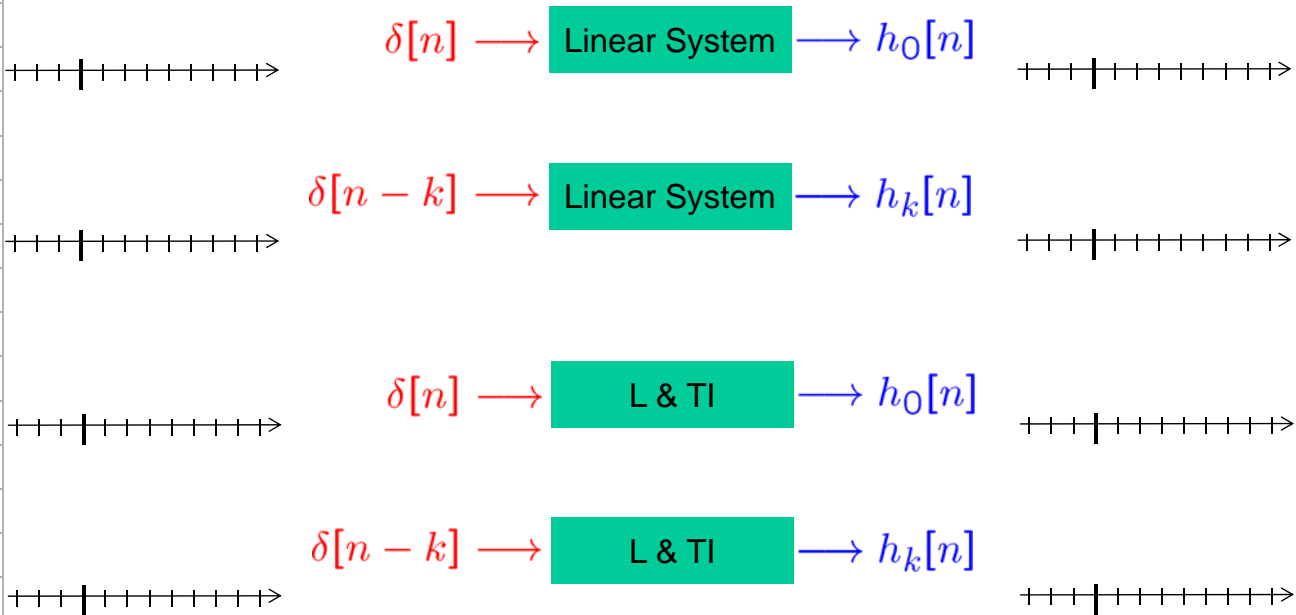 δ[n] ⟶ Linear System ⟶ h₀[n]
δ[n − k] ⟶ Linear System ⟶ hₖ[n]
δ[n] ⟶ L & TI ⟶ h₀[n]
δ[n − k] ⟶ L & TI ⟶ hₖ[n]